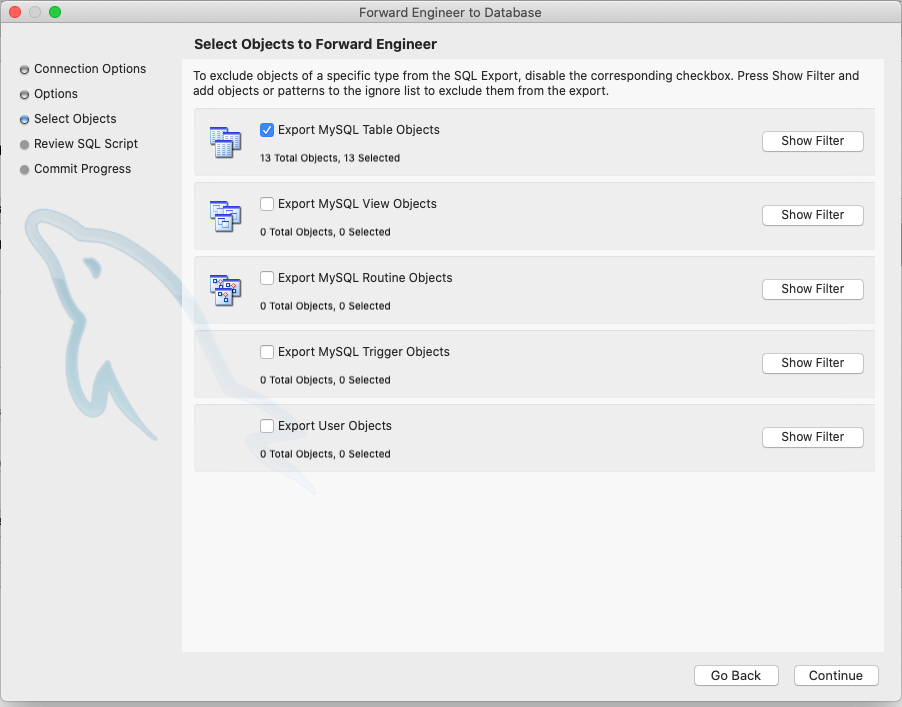 Forward Engineer to Database
Select Objects to Forward Engineer
Connection Options
Options
Select Objects
Review SQL Script
Commit Progress
To exclude objects of a specific type from the SQL Export, disable the corresponding checkbox. Press Show Filter and
add objects or patterns to the ignore list to exclude them from the export.
Export MySQL Table Objects
13 Total Objects, 13 Selected
Show Filter
Export MySQL View Objects
0 Total Objects, 0 Selected
Show Filter
Export MySQL Routine Objects
0 Total Objects, 0 Selected
Show Filter
Export MySQL Trigger Objects
0 Total Objects, 0 Selected
Show Filter
Export User Objects
0 Total Objects, 0 Selected
Show Filter
Go Back
Continue